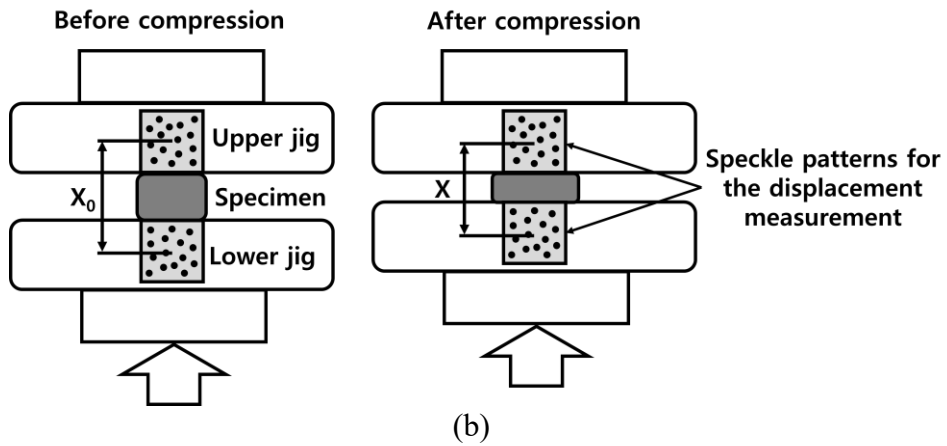 Before compression
After compression
Upper jig
X₀
Specimen
Lower jig
X
Speckle patterns for
the displacement
measurement
(b)